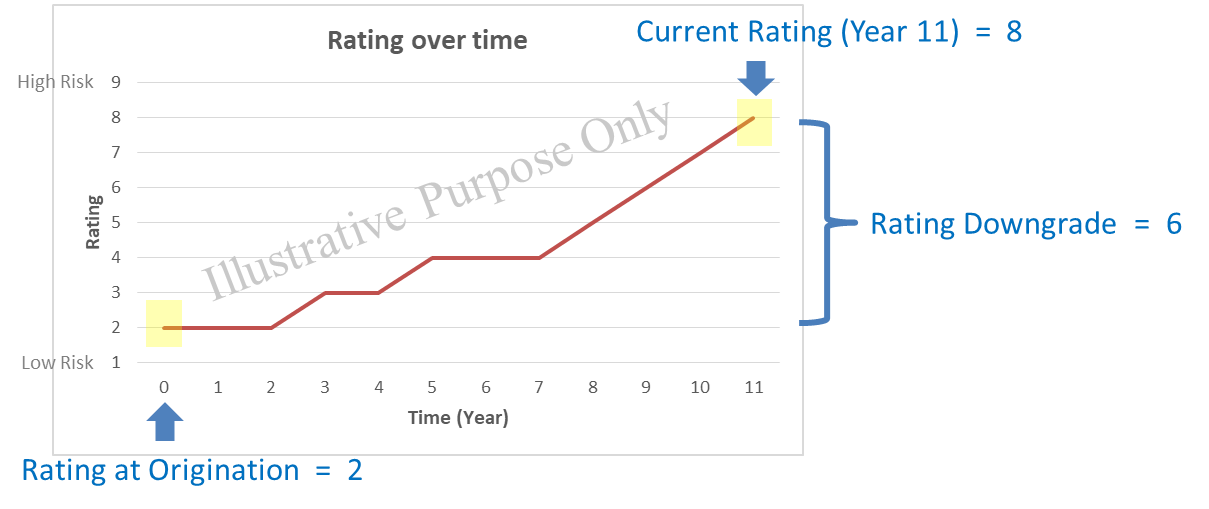 Rating over time
Current Rating (Year 11) = 8
High Risk 9
8
7
6
5
4
3
2
Low Risk 1
Rating
Illustrative Purpose Only
Rating Downgrade = 6
0 1 2 3 4 5 6 7 8 9 10 11
Time (Year)
Rating at Origination = 2